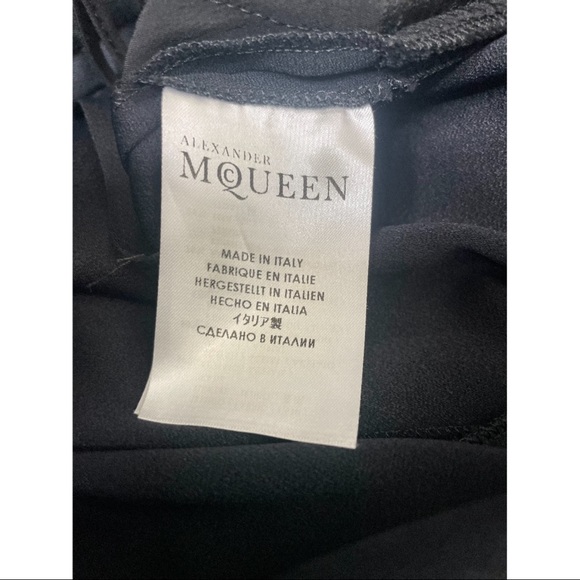 ALEXANDER
McQUEEN
MADE IN ITALY
FABRIQUE EN ITALIE
HERGESTELLT IN ITALIEN
HECHO EN ITALIA
イタリア製
СДЕЛАНО В ИТАЛИИ